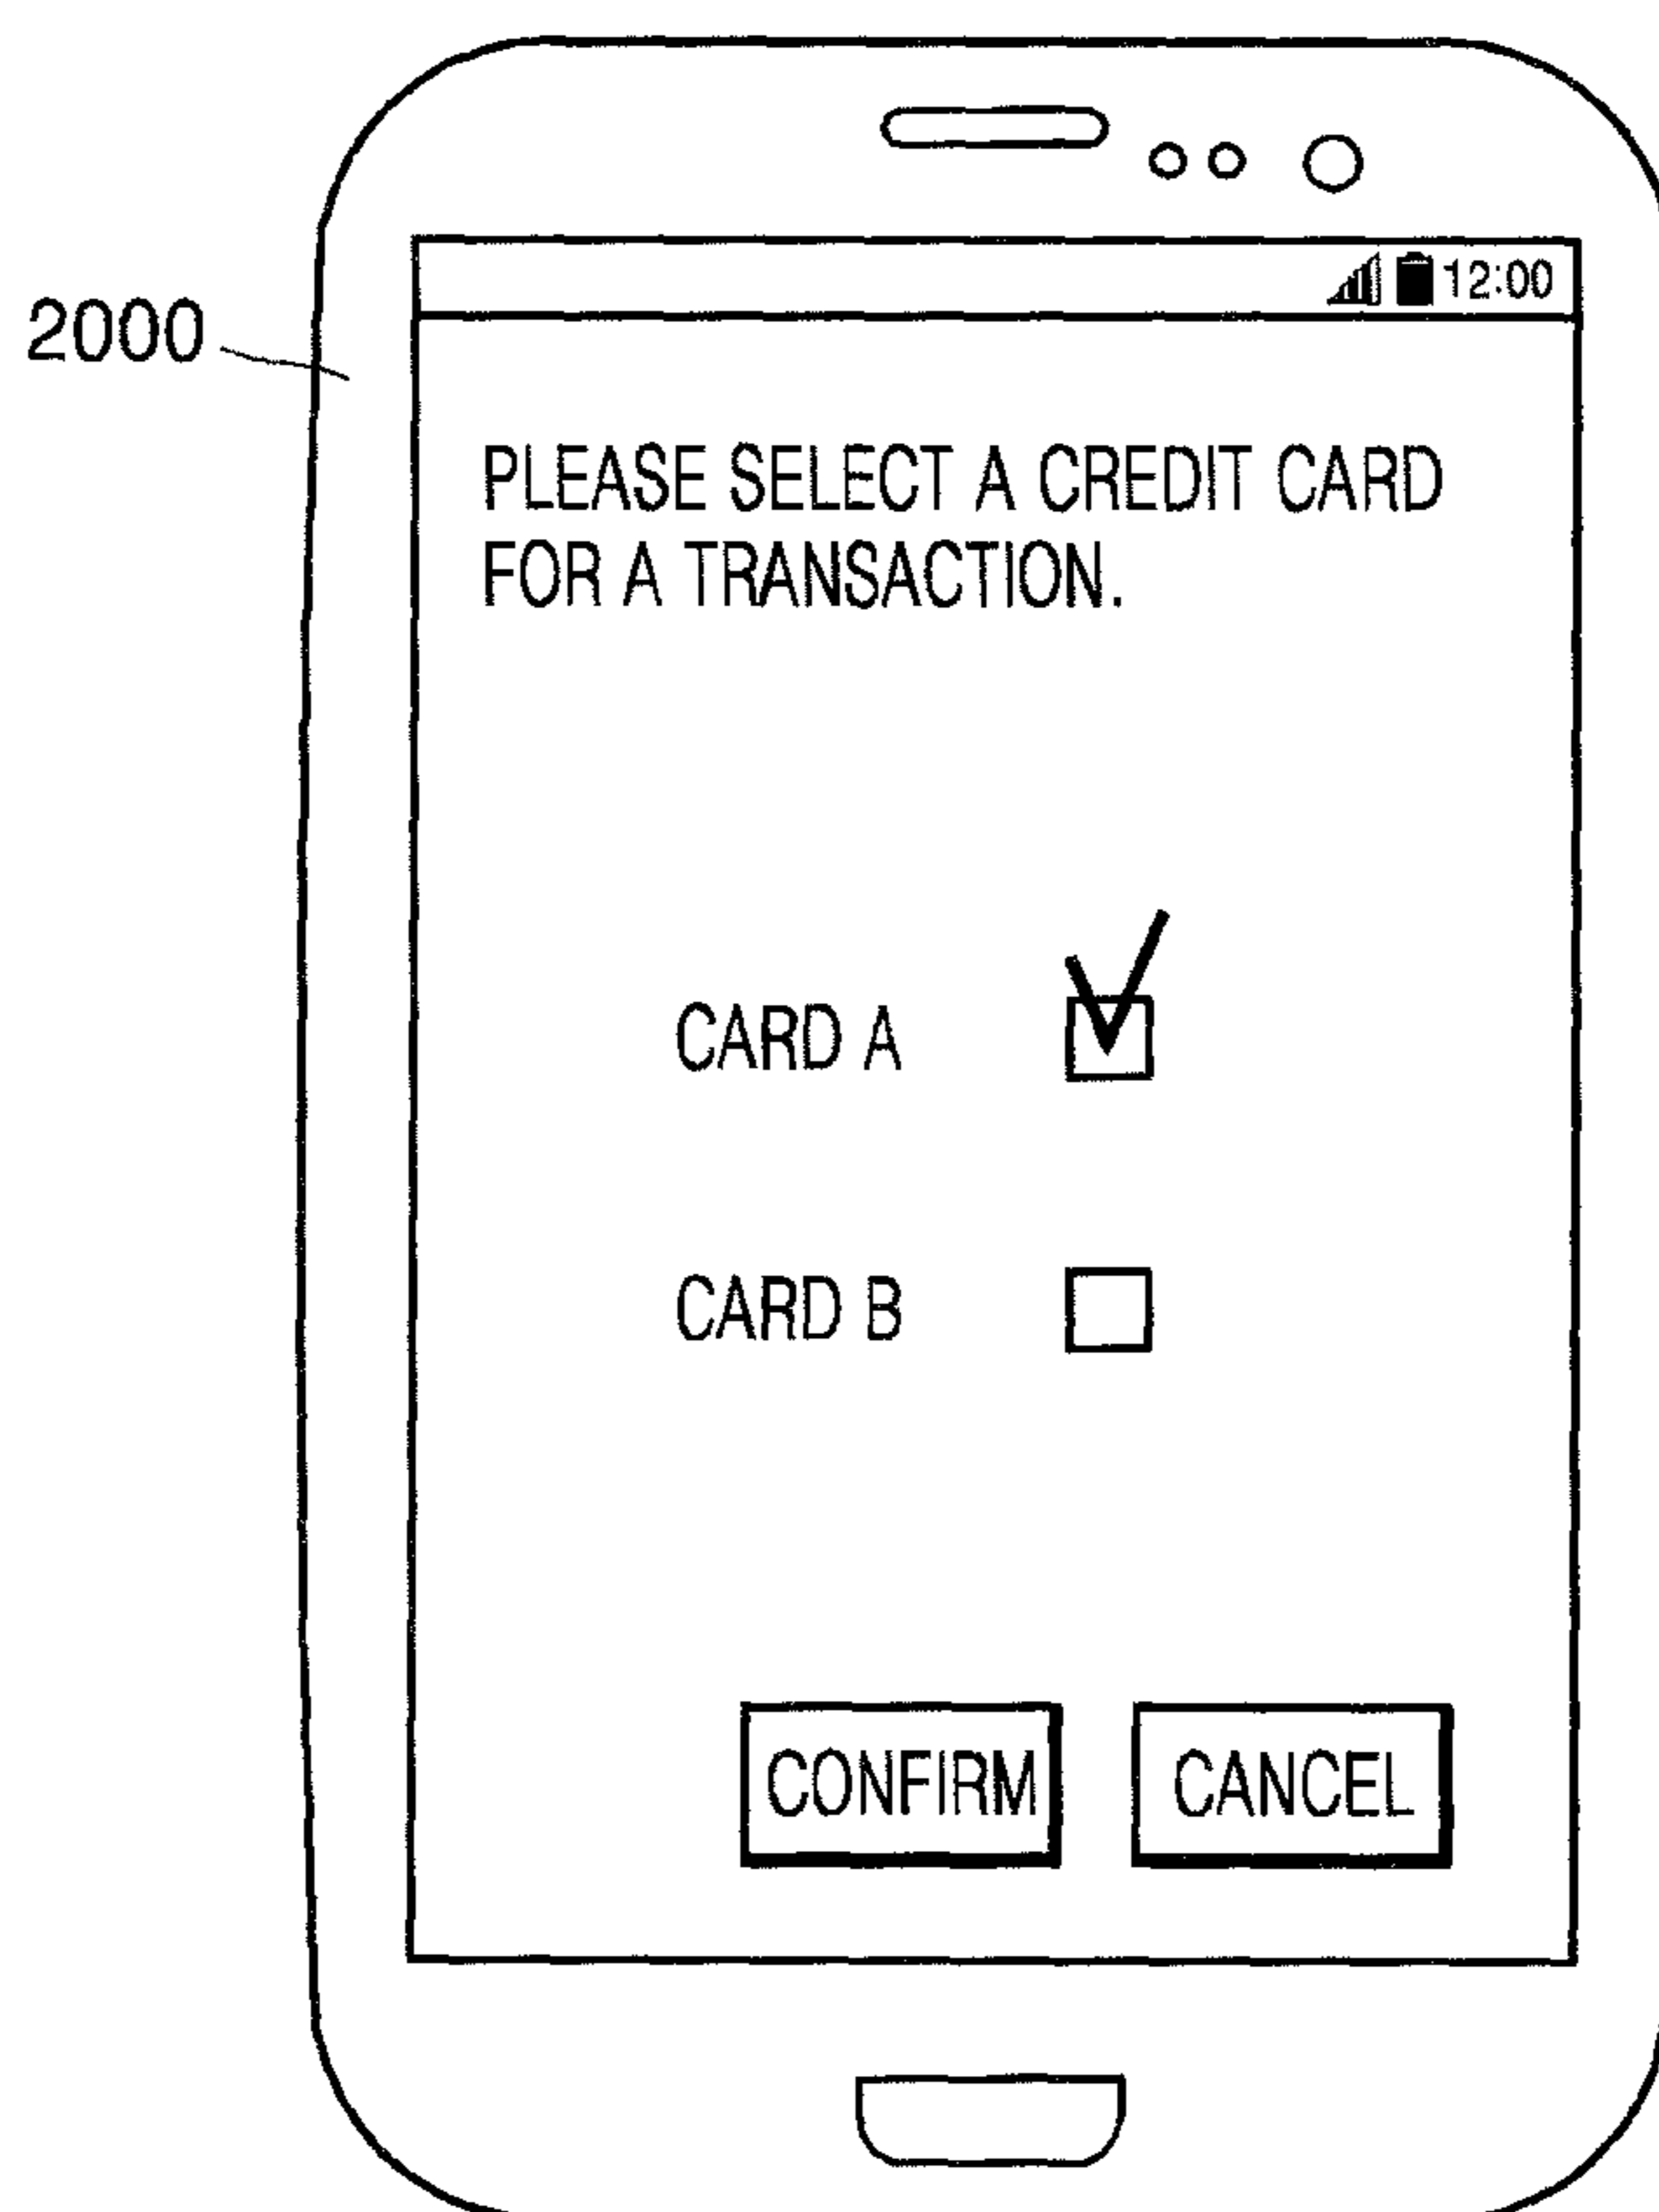 12:00
2000
PLEASE SELECT A CREDIT CARD
FOR A TRANSACTION.
CARD A
CARD B
CONFIRM CANCEL